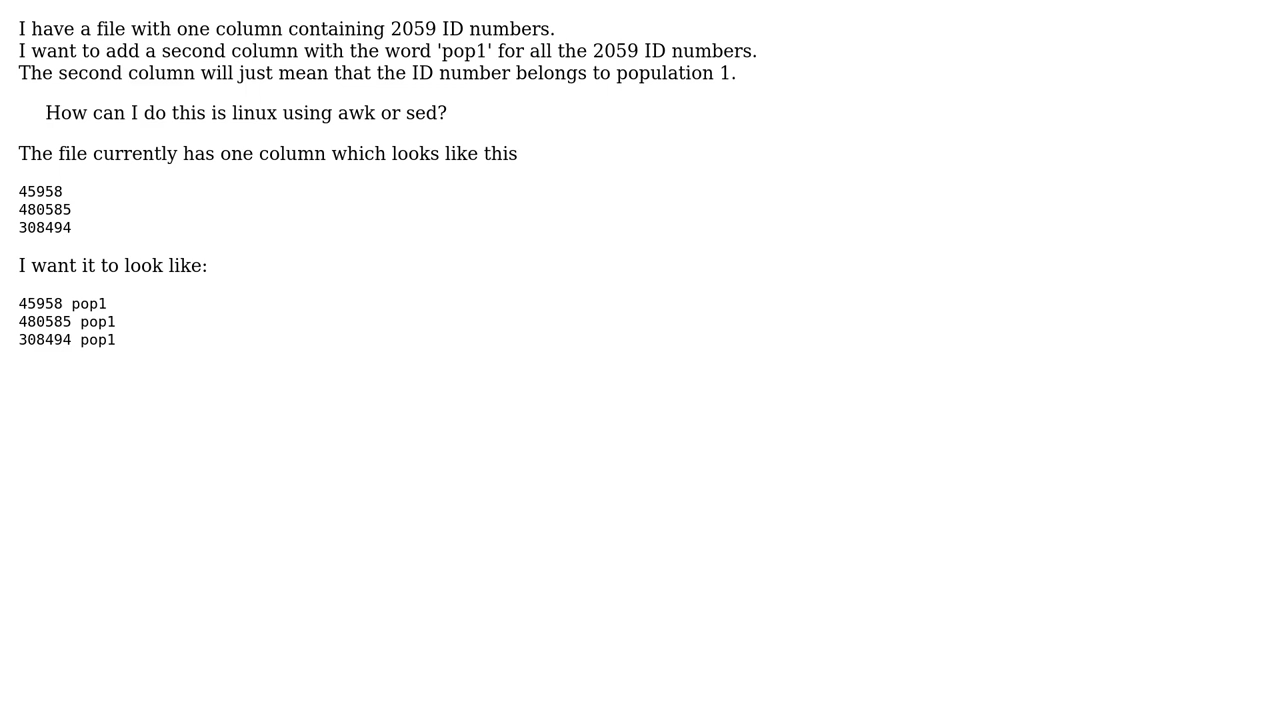 I have a file with one column containing 2059 ID numbers.
I want to add a second column with the word 'pop1' for all the 2059 ID numbers.
The second column will just mean that the ID number belongs to population 1.
How can I do this is linux using awk or sed?
The file currently has one column which looks like this
45958
480585
308494
I want it to look like:
45958 pop1
480585 pop1
308494 pop1